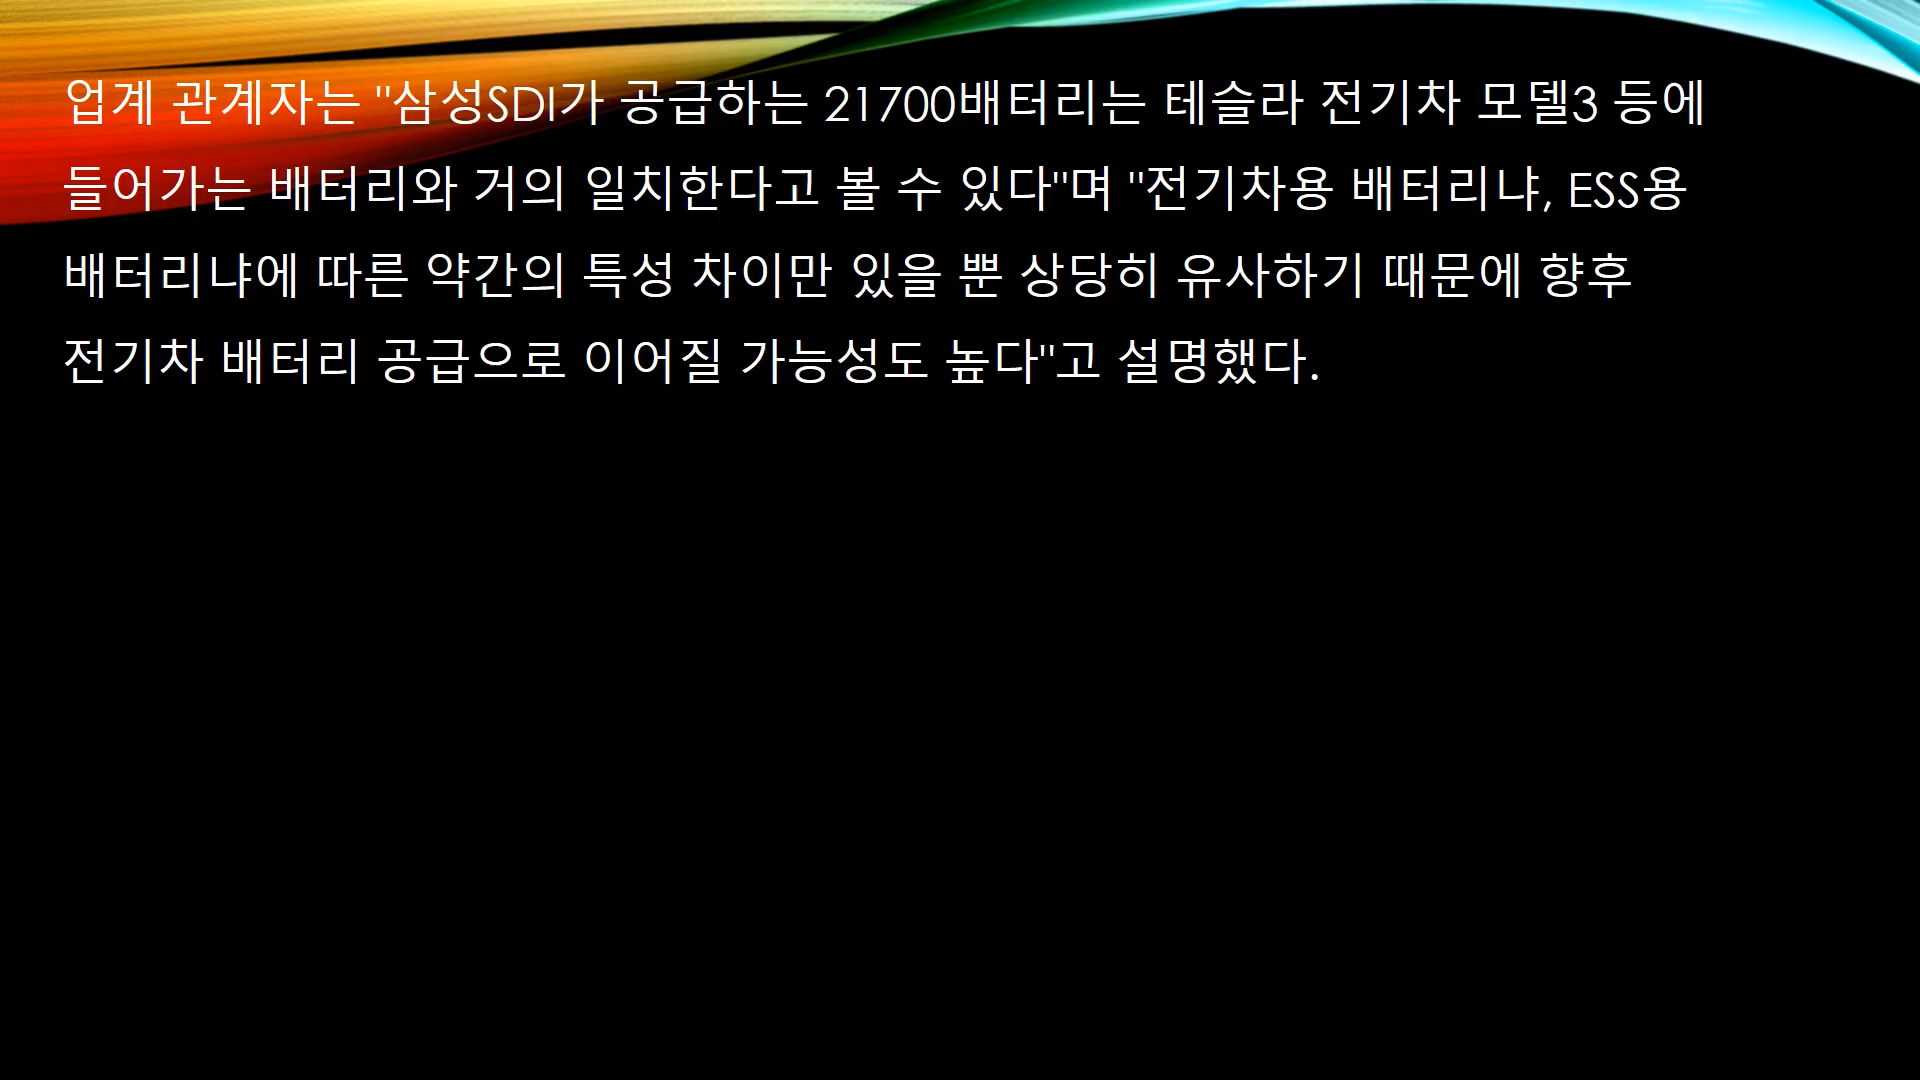 업계 관계자는 "삼성SDI가 공급하는 21700배터리는 테슬라 전기차 모델3 등에
들어가는 배터리와 거의 일치한다고 볼 수 있다"며 "전기차용 배터리냐, ESS용
배터리냐에 따른 약간의 특성 차이만 있을 뿐 상당히 유사하기 때문에 향후
전기차 배터리 공급으로 이어질 가능성도 높다"고 설명했다.